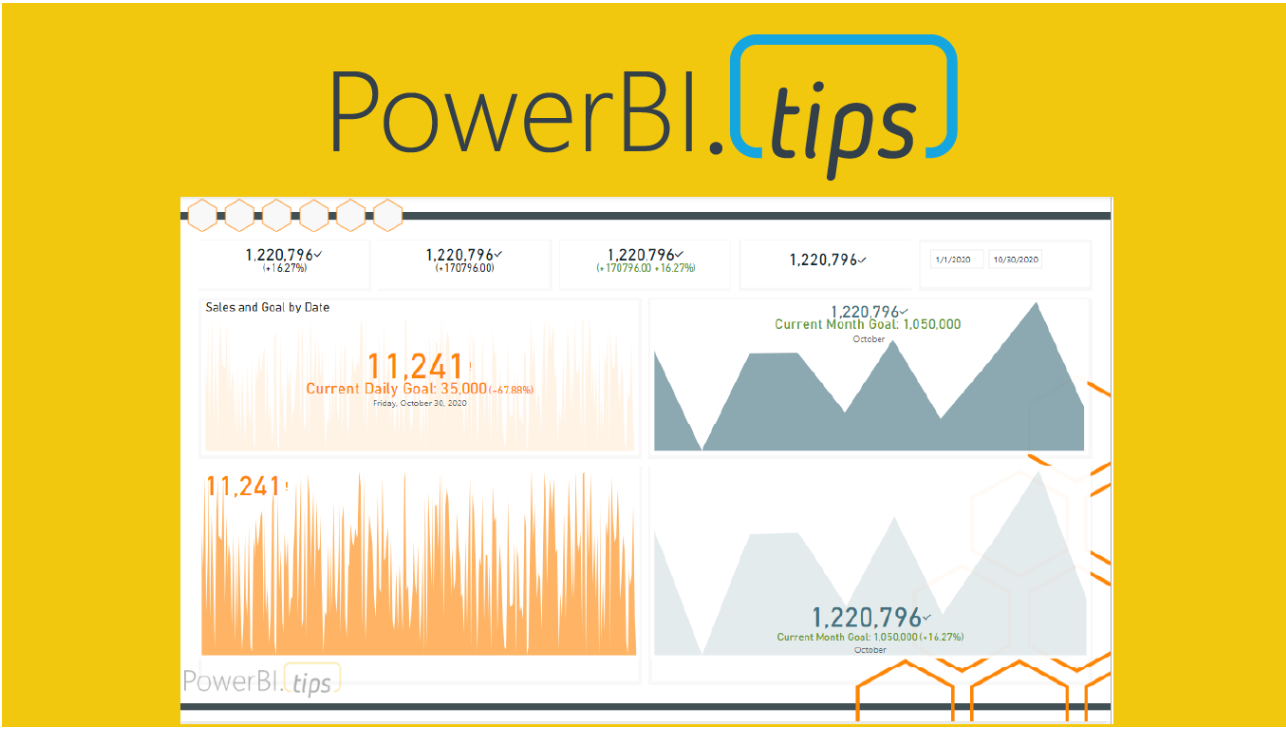 PowerBI.tips
1,220,796✓
(+16.27%)
1,220,796✓
(+170796.00)
1,220,796✓
(+170796.00 +16.27%)
1,220,796✓
1/1/2020
10/30/2020
Sales and Goal by Date
11,241!
Current Daily Goal: 35,000 (-67.88%)
Friday, October 30, 2020
1,220,796✓
Current Month Goal: 1,050,000
October
11,241!
1,220,796✓
Current Month Goal: 1,050,000 (+16.27%)
October
PowerBI.tips